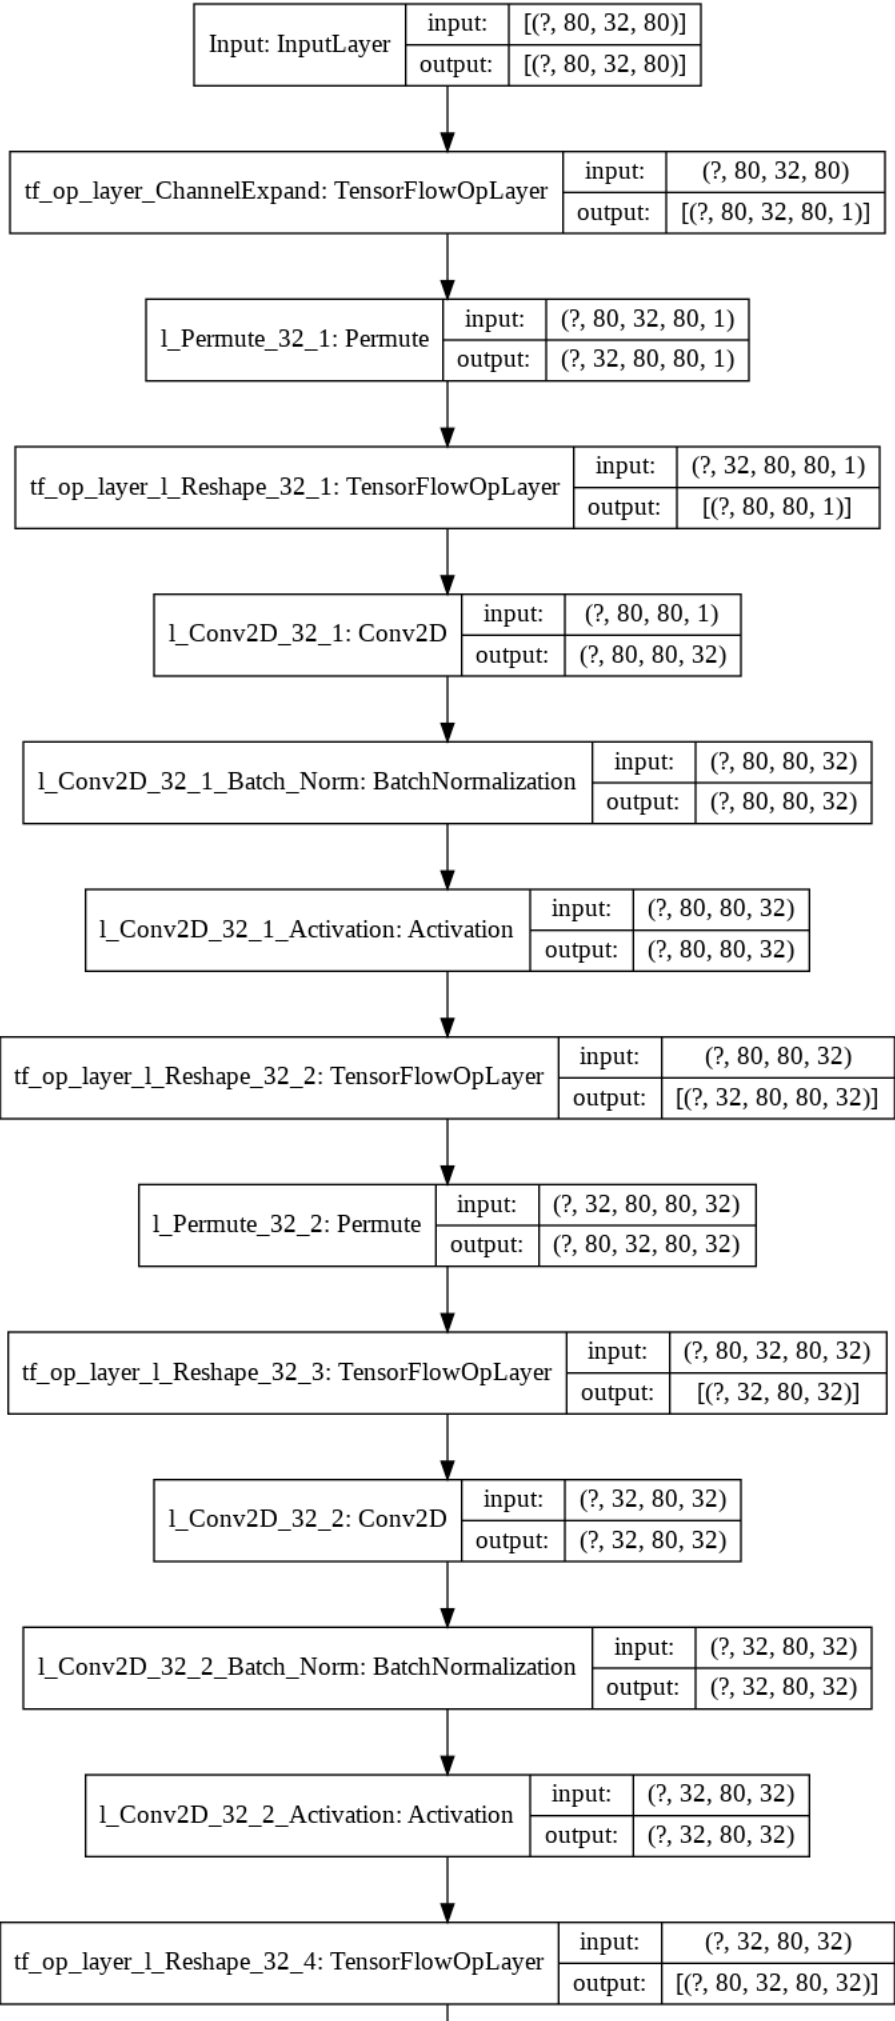 Input: InputLayer
input: [(?, 80, 32, 80)]
output: [(?, 80, 32, 80)]
tf_op_layer_ChannelExpand: TensorFlowOpLayer
input: (?, 80, 32, 80)
output: [(?, 80, 32, 80, 1)]
l_Permute_32_1: Permute
input: (?, 80, 32, 80, 1)
output: (?, 32, 80, 80, 1)
tf_op_layer_l_Reshape_32_1: TensorFlowOpLayer
input: (?, 32, 80, 80, 1)
output: [(?, 80, 80, 1)]
l_Conv2D_32_1: Conv2D
input: (?, 80, 80, 1)
output: (?, 80, 80, 32)
l_Conv2D_32_1_Batch_Norm: BatchNormalization
input: (?, 80, 80, 32)
output: (?, 80, 80, 32)
l_Conv2D_32_1_Activation: Activation
input: (?, 80, 80, 32)
output: (?, 80, 80, 32)
tf_op_layer_l_Reshape_32_2: TensorFlowOpLayer
input: (?, 80, 80, 32)
output: [(?, 32, 80, 80, 32)]
l_Permute_32_2: Permute
input: (?, 32, 80, 80, 32)
output: (?, 80, 32, 80, 32)
tf_op_layer_l_Reshape_32_3: TensorFlowOpLayer
input: (?, 80, 32, 80, 32)
output: [(?, 32, 80, 32)]
l_Conv2D_32_2: Conv2D
input: (?, 32, 80, 32)
output: (?, 32, 80, 32)
l_Conv2D_32_2_Batch_Norm: BatchNormalization
input: (?, 32, 80, 32)
output: (?, 32, 80, 32)
l_Conv2D_32_2_Activation: Activation
input: (?, 32, 80, 32)
output: (?, 32, 80, 32)
tf_op_layer_l_Reshape_32_4: TensorFlowOpLayer
input: (?, 32, 80, 32)
output: [(?, 80, 32, 80, 32)]